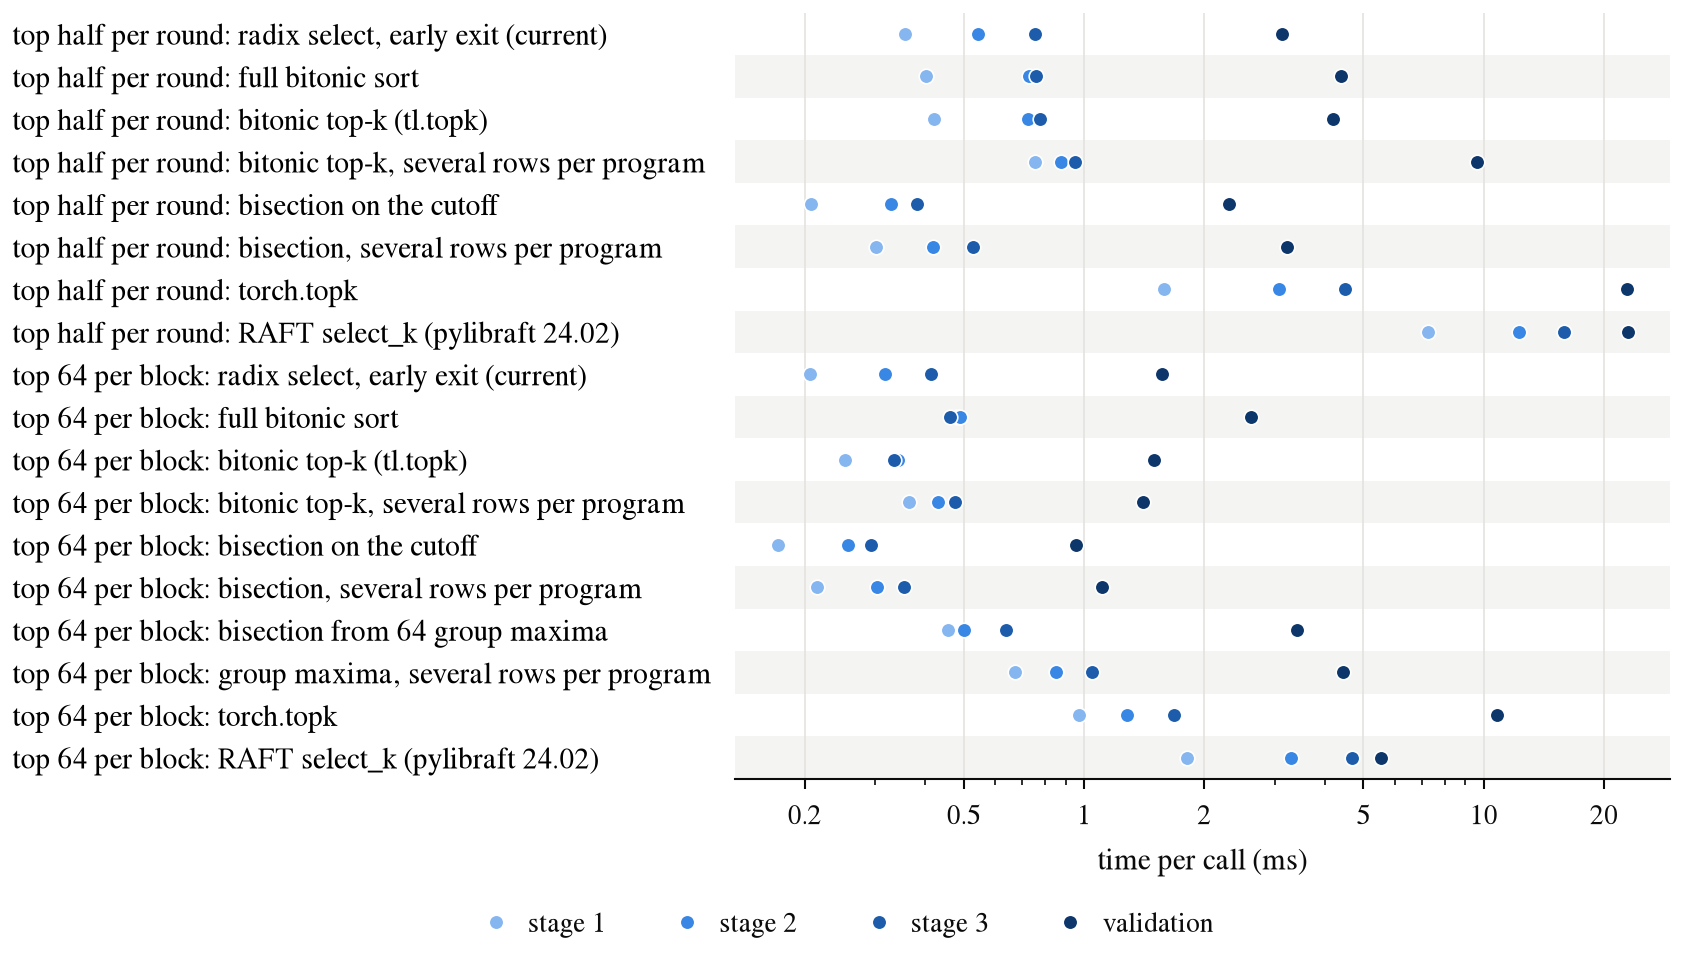 top half per round: radix select, early exit (current)
top half per round: full bitonic sort
top half per round: bitonic top-k (tl.topk)
top half per round: bitonic top-k, several rows per program
top half per round: bisection on the cutoff
top half per round: bisection, several rows per program
top half per round: torch.topk
top half per round: RAFT select_k (pylibraft 24.02)
top 64 per block: radix select, early exit (current)
top 64 per block: full bitonic sort
top 64 per block: bitonic top-k (tl.topk)
top 64 per block: bitonic top-k, several rows per program
top 64 per block: bisection on the cutoff
top 64 per block: bisection, several rows per program
top 64 per block: bisection from 64 group maxima
top 64 per block: group maxima, several rows per program
top 64 per block: torch.topk
top 64 per block: RAFT select_k (pylibraft 24.02)
0.2 0.5 1 2 5 10 20
time per call (ms)
stage 1 stage 2 stage 3 validation